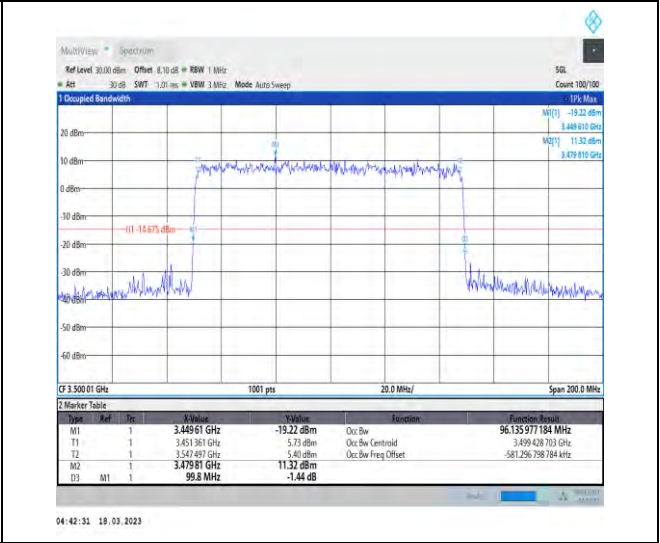 MultiView Spectrum
Ref Level 30.00 dBm Offset 8.10 dB RBW 1 MHz SGL
Att 30 dB SWT 1.01 ms VBW 3 MHz Mode Auto Sweep Count 100/100
1 Occupied Bandwidth 1Pk Max
M1[1] -19.22 dBm
3.449 610 GHz
M2[1] 11.32 dBm
3.479 810 GHz
20 dBm
M2
10 dBm
0 dBm
-10 dBm
H1 -14.675 dBm
M1
-20 dBm
-30 dBm
-40 dBm
-50 dBm
-60 dBm
CF 3.500 01 GHz 1001 pts 20.0 MHz/ Span 200.0 MHz
2 Marker Table
Type Ref Trc X-Value Y-Value Function Function Result
M1 1 3.449 61 GHz -19.22 dBm Occ Bw 96.135 977 184 MHz
T1 1 3.451 361 GHz 5.73 dBm Occ Bw Centroid 3.499 428 703 GHz
T2 1 3.547 497 GHz 5.40 dBm Occ Bw Freq Offset -581.296 798 784 kHz
M2 1 3.479 81 GHz 11.32 dBm
D3 M1 1 99.8 MHz -1.44 dB
04:42:31 18.03.2023